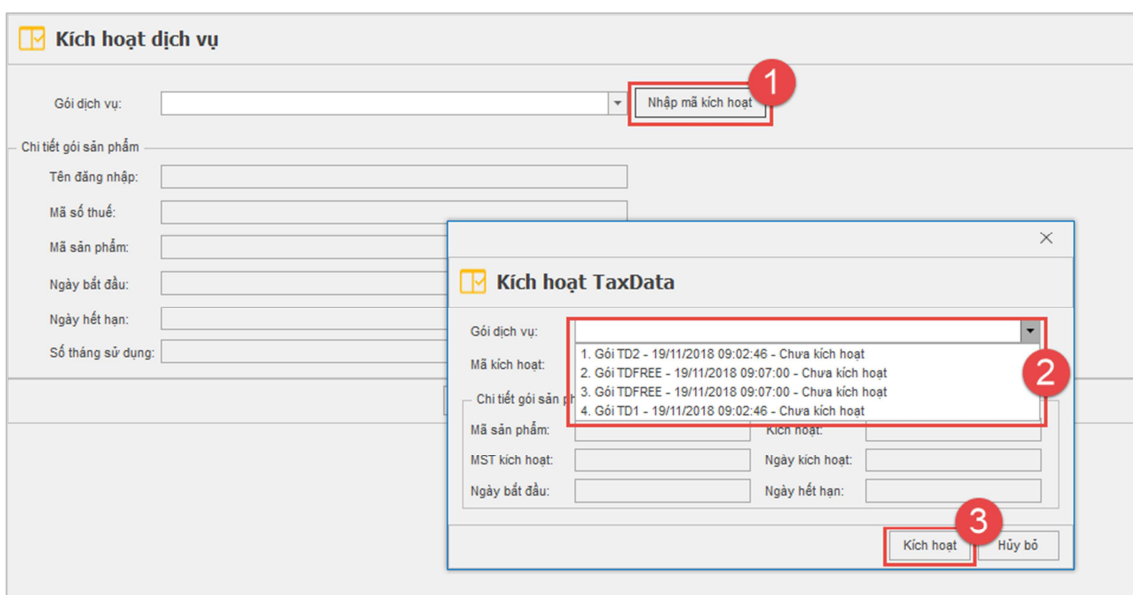 Kích hoạt dịch vụ
1
Gói dịch vụ:
Nhập mã kích hoạt
Chi tiết gói sản phẩm
Tên đăng nhập:
Mã số thuế:
Mã sản phẩm:
Ngày bắt đầu:
Ngày hết hạn:
Số tháng sử dụng:
Kích hoạt TaxData
Gói dịch vụ:
Mã kích hoạt:
1. Gói TD2 - 19/11/2018 09:02:46 - Chưa kích hoạt
2. Gói TDFREE - 19/11/2018 09:07:00 - Chưa kích hoạt
3. Gói TDFREE - 19/11/2018 09:07:00 - Chưa kích hoạt
4. Gói TD1 - 19/11/2018 09:02:46 - Chưa kích hoạt
2
Chi tiết gói sản ph
Mã sản phẩm:
Kích hoạt:
MST kích hoạt:
Ngày kích hoạt:
Ngày bắt đầu:
Ngày hết hạn:
3
Kích hoạt
Hủy bỏ